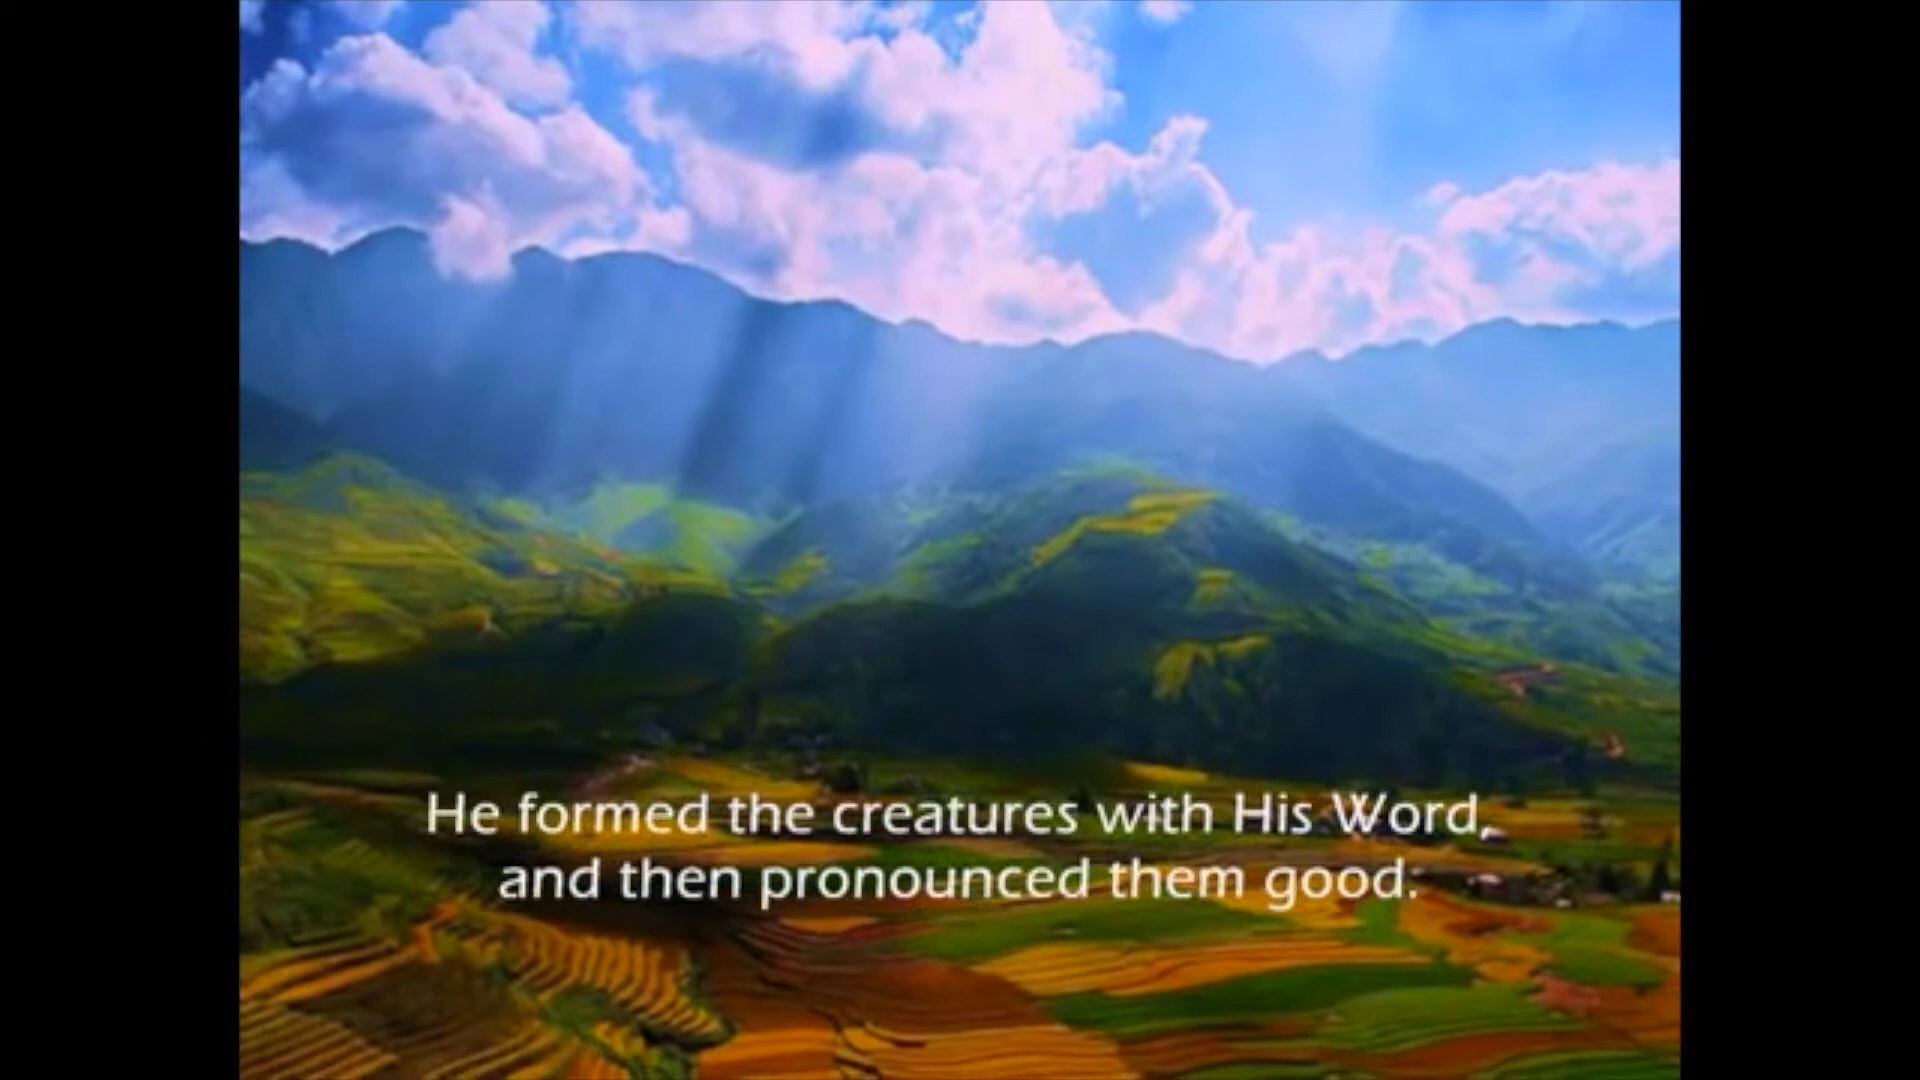 He formed the creatures with His Word,
and then pronounced them good.